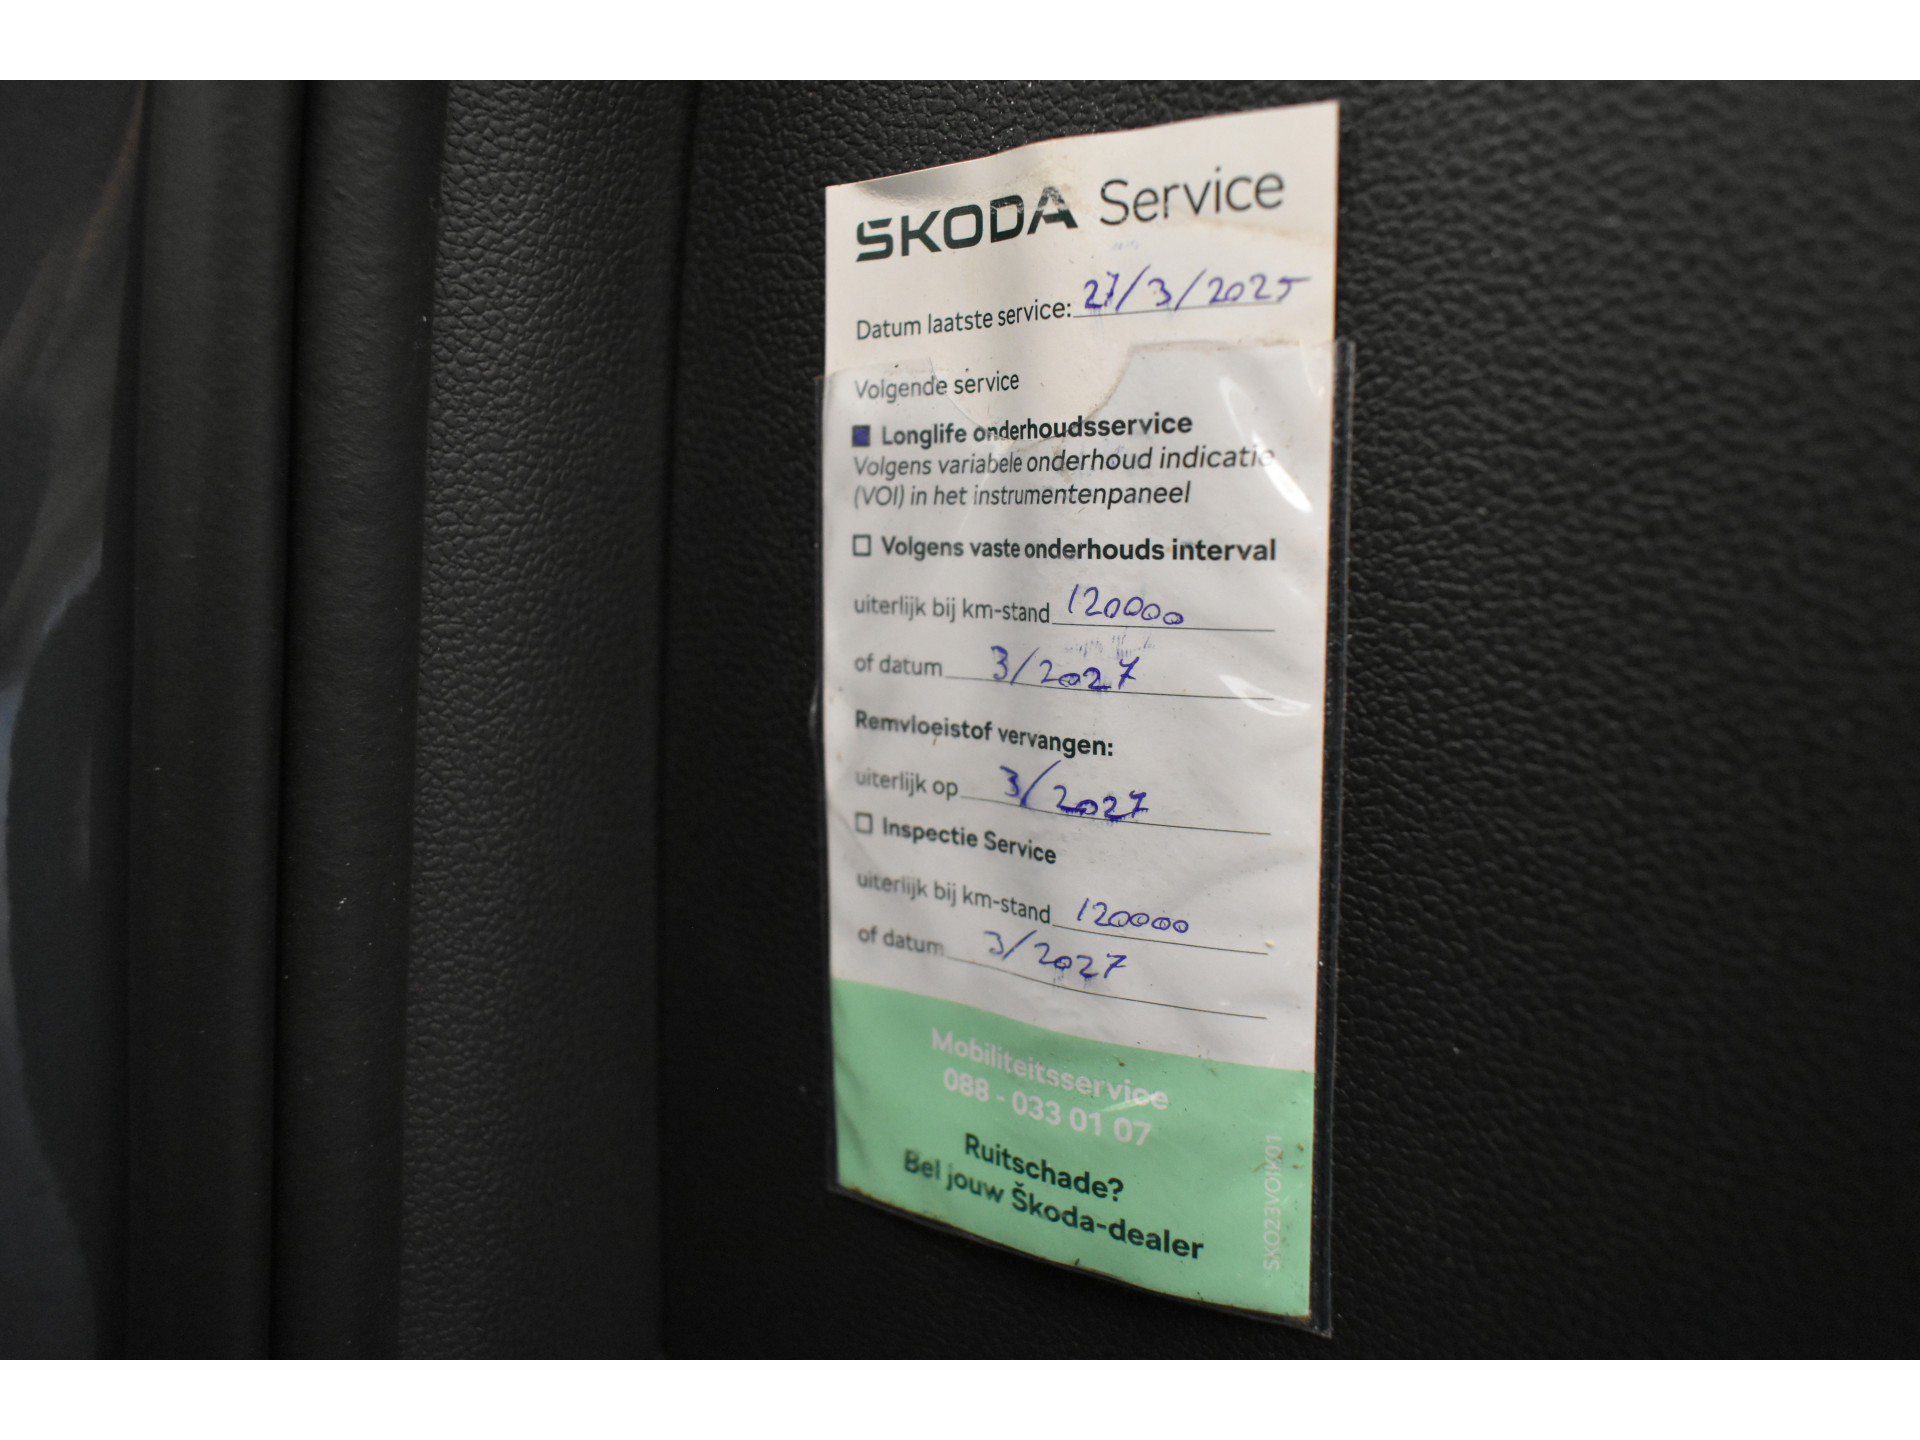 ŠKODA Service
Datum laatste service: 27/3/2025
Volgende service
Longlife onderhoudsservice
Volgens variabele onderhoud indicatie
(VOI) in het instrumentenpaneel
Volgens vaste onderhouds interval
uiterlijk bij km-stand 120000
of datum 3/2027
Remvloeistof vervangen:
uiterlijk op 3/2027
Inspectie Service
uiterlijk bij km-stand 120000
of datum 3/2027
Mobiliteitsservice
088 - 033 01 07
Ruitschade?
Bel jouw Škoda-dealer
SKO23VOIK01